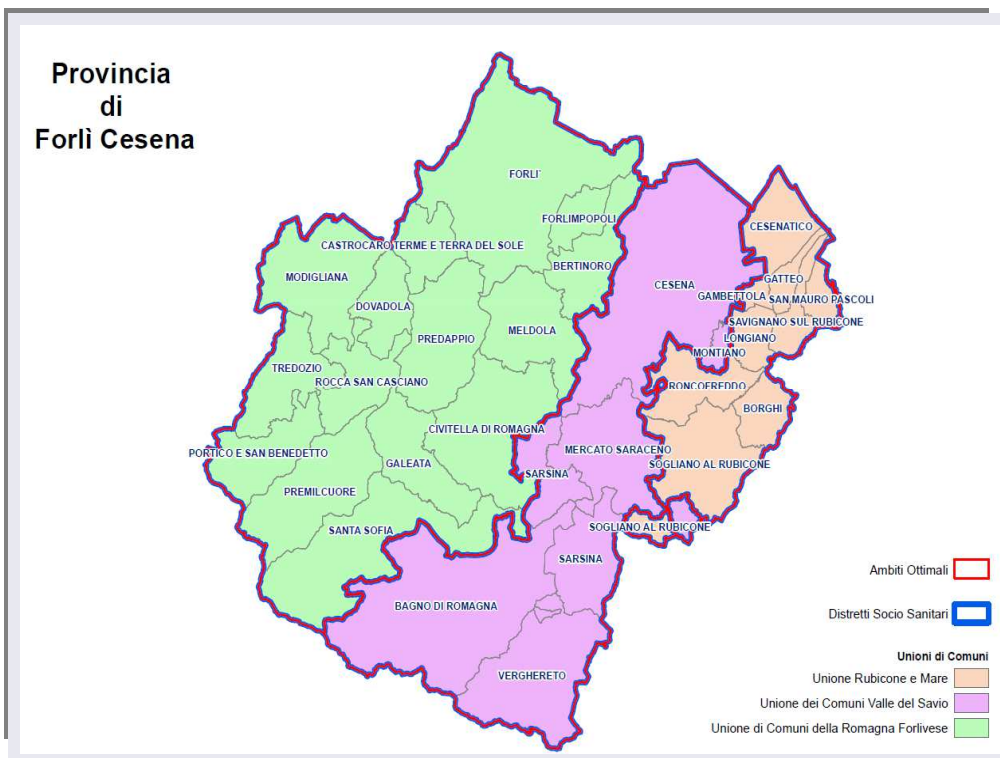 Provincia
di
Forlì Cesena
FORLI'
FORLIMPOPOLI
CESENATICO
CASTROCARO TERME E TERRA DEL SOLE
BERTINORO
MODIGLIANA
GATTEO
CESENA
GAMBETTOLA
SAN MAURO PASCOLI
DOVADOLA
SAVIGNANO SUL RUBICONE
MELDOLA
PREDAPPIO
LONGIANO
MONTIANO
TREDOZIO
ROCCA SAN CASCIANO
RONCOFREDDO
BORGHI
CIVITELLA DI ROMAGNA
PORTICO E SAN BENEDETTO
MERCATO SARACENO
GALEATA
SOGLIANO AL RUBICONE
SARSINA
PREMILCUORE
SANTA SOFIA
SOGLIANO AL RUBICONE
SARSINA
BAGNO DI ROMAGNA
VERGHERETO
Ambiti Ottimali
Distretti Socio Sanitari
Unioni di Comuni
Unione Rubicone e Mare
Unione dei Comuni Valle del Savio
Unione di Comuni della Romagna Forlivese